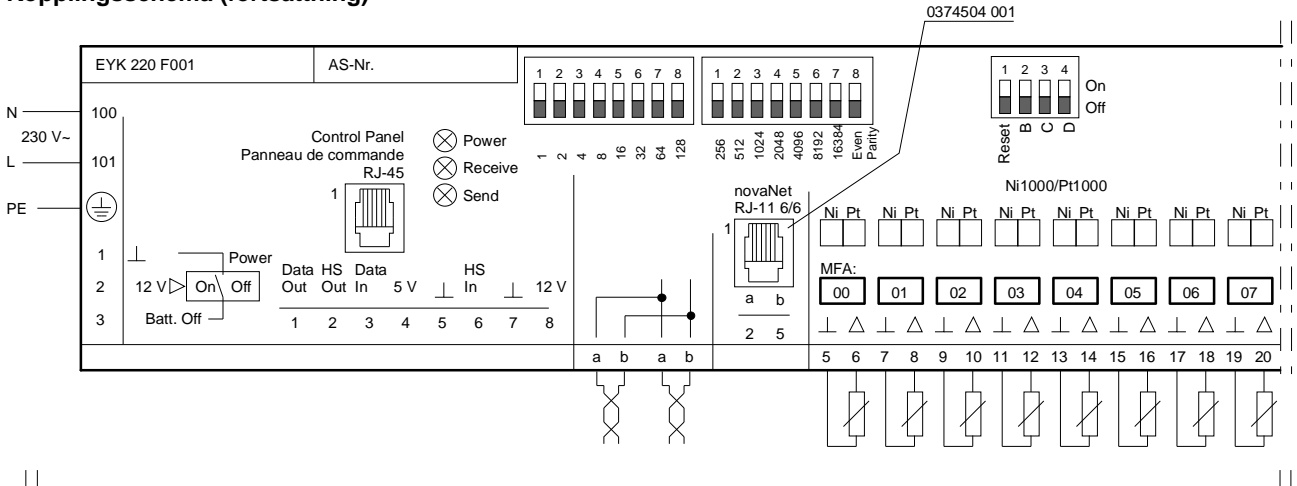 0374504 001
EYK 220 F001
AS-Nr.
1 2 3 4 5 6 7 8
1 2 3 4 5 6 7 8
1 2 3 4
On
Off
N
100
230 V~
L
101
PE
Control Panel
Panneau de commande
RJ-45
1
Power
Receive
Send
1 2 4 8 16 32 64 128
256 512 1024 2048 4096 8192 16384 Even Parity
Reset B C D
novaNet
RJ-11 6/6
1
Ni1000/Pt1000
Ni Pt Ni Pt Ni Pt Ni Pt Ni Pt Ni Pt Ni Pt Ni Pt
1 ⊥
Power
2 12 V
On Off
3 Batt. Off
Data Out
HS Out
Data In
5 V
⊥
HS In
⊥
12 V
1 2 3 4 5 6 7 8
a b
2 5
MFA:
00 01 02 03 04 05 06 07
⊥ △ ⊥ △ ⊥ △ ⊥ △ ⊥ △ ⊥ △ ⊥ △ ⊥ △
a b a b
5 6 7 8 9 10 11 12 13 14 15 16 17 18 19 20